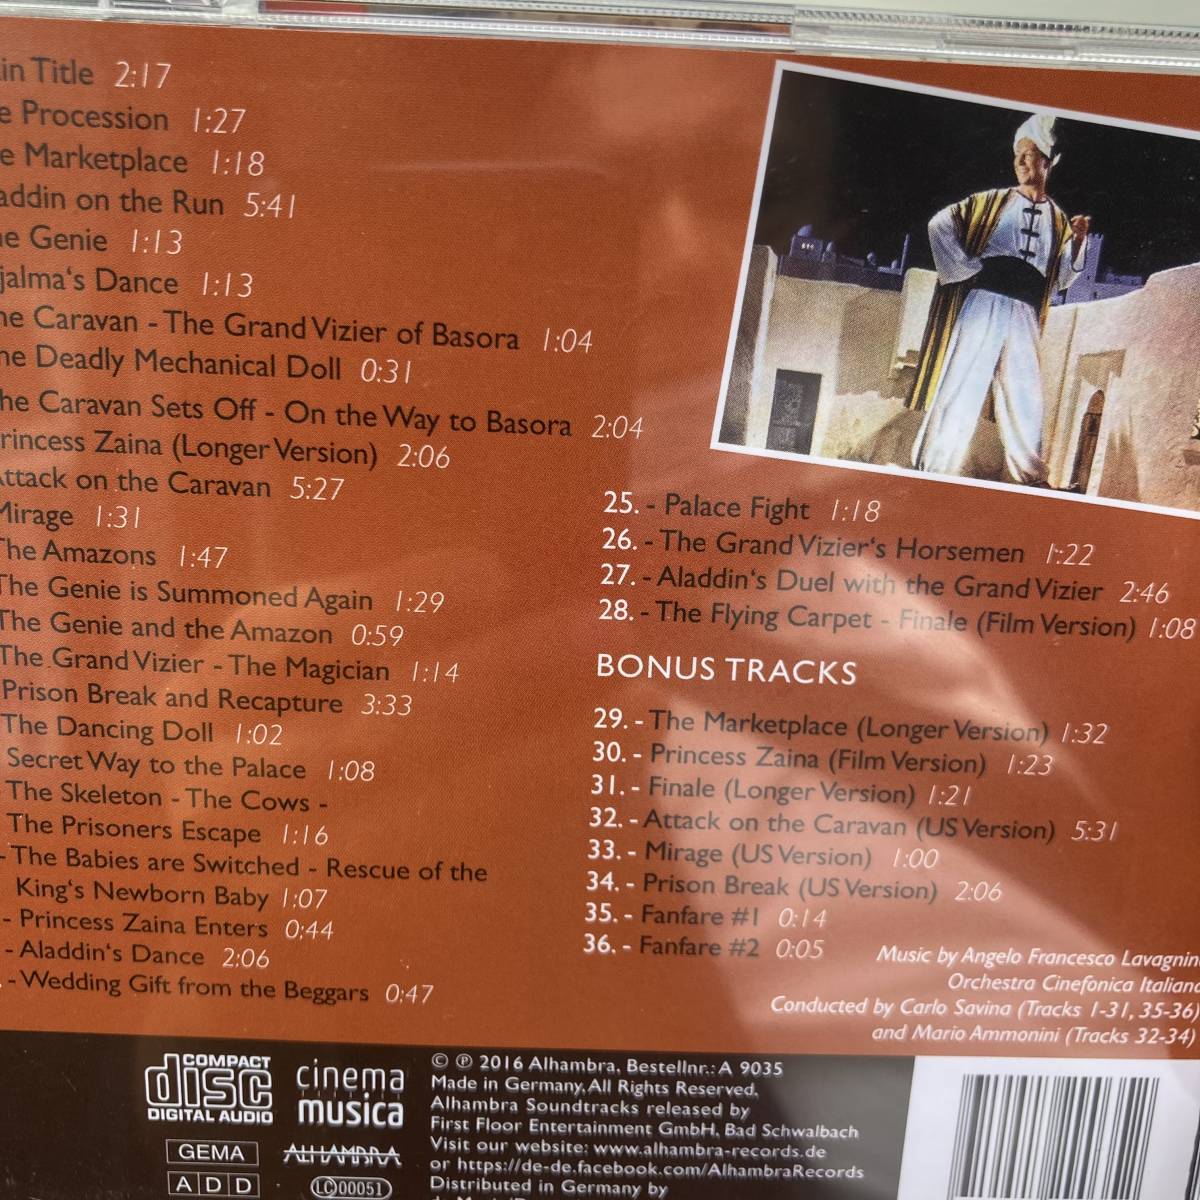 in Title 2:17
e Procession 1:27
e Marketplace 1:18
addin on the Run 5:41
he Genie 1:13
jalma's Dance 1:13
he Caravan - The Grand Vizier of Basora 1:04
he Deadly Mechanical Doll 0:31
he Caravan Sets Off - On the Way to Basora 2:04
rincess Zaina (Longer Version) 2:06
Attack on the Caravan 5:27
Mirage 1:31
The Amazons 1:47
The Genie is Summoned Again 1:29
The Genie and the Amazon 0:59
The Grand Vizier - The Magician 1:14
Prison Break and Recapture 3:33
The Dancing Doll 1:02
Secret Way to the Palace 1:08
The Skeleton - The Cows -
The Prisoners Escape 1:16
- The Babies are Switched - Rescue of the
King's Newborn Baby 1:07
- Princess Zaina Enters 0:44
- Aladdin's Dance 2:06
. - Wedding Gift from the Beggars 0:47
25. - Palace Fight 1:18
26. - The Grand Vizier's Horsemen 1:22
27. - Aladdin's Duel with the Grand Vizier 2:46
28. - The Flying Carpet - Finale (Film Version) 1:08
BONUS TRACKS
29. - The Marketplace (Longer Version) 1:32
30. - Princess Zaina (Film Version) 1:23
31. - Finale (Longer Version) 1:21
32. - Attack on the Caravan (US Version) 5:31
33. - Mirage (US Version) 1:00
34. - Prison Break (US Version) 2:06
35. - Fanfare #1 0:14
36. - Fanfare #2 0:05
Music by Angelo Francesco Lavagnin
Orchestra Cinefonica Italiana
Conducted by Carlo Savina (Tracks 1-31, 35-36)
and Mario Ammonini (Tracks 32-34)
COMPACT
disc
DIGITAL AUDIO
cinema
musica
GEMA
ALHAMBRA
A D D
LC 00051
© ℗ 2016 Alhambra, Bestellnr.: A 9035
Made in Germany, All Rights Reserved,
Alhambra Soundtracks released by
First Floor Entertainment GmbH, Bad Schwalbach
Visit our website: www.alhambra-records.de
or https://de-de.facebook.com/AlhambraRecords
Distributed in Germany by